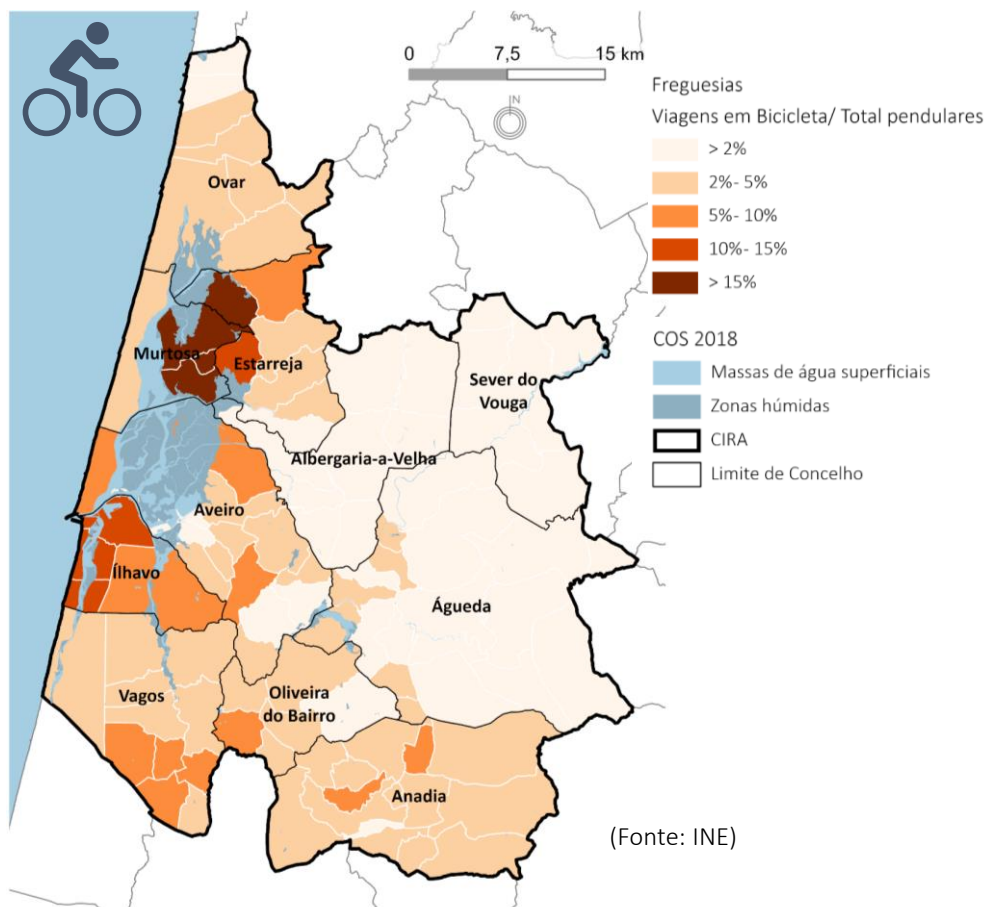 0 7,5 15 km
N
Freguesias
Viagens em Bicicleta/ Total pendulares
> 2%
2%- 5%
5%- 10%
10%- 15%
> 15%
COS 2018
Massas de água superficiais
Zonas húmidas
CIRA
Limite de Concelho
Ovar
Murtosa
Estarreja
Sever do
Vouga
Albergaria-a-Velha
Aveiro
Ílhavo
Águeda
Vagos
Oliveira
do Bairro
Anadia
(Fonte: INE)